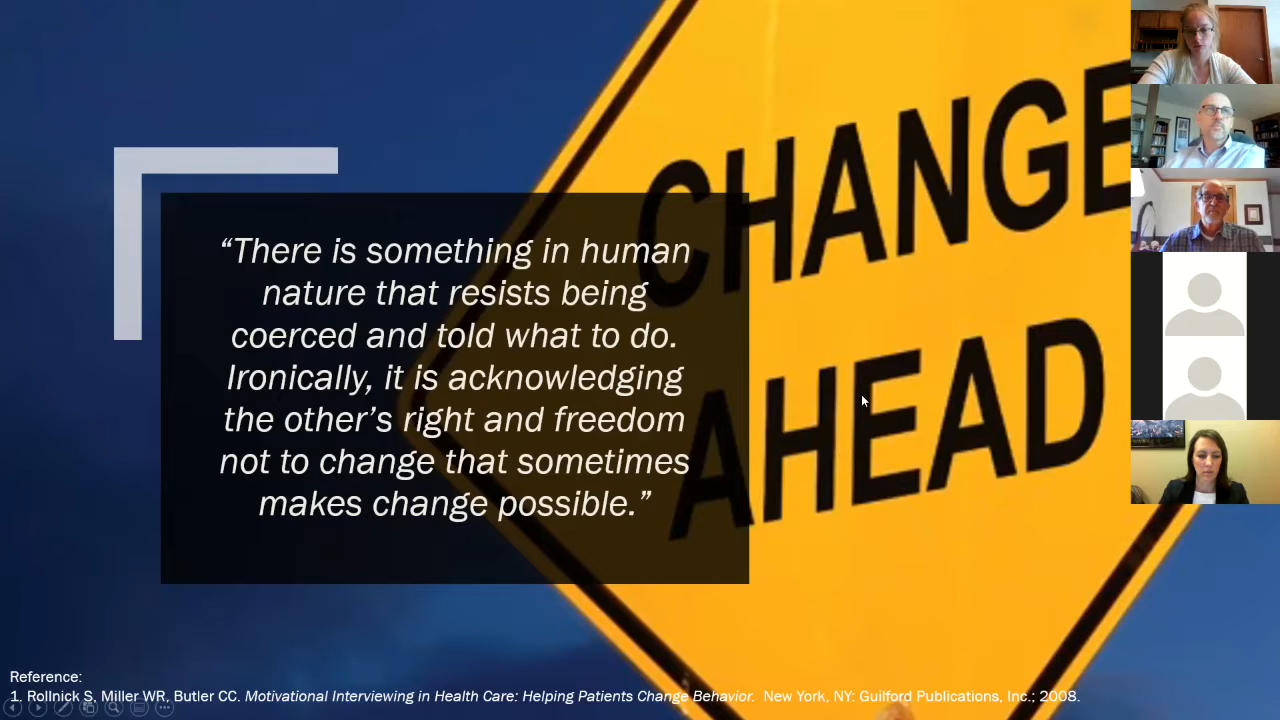 CHANGE
AHEAD
“There is something in human
nature that resists being
coerced and told what to do.
Ironically, it is acknowledging
the other’s right and freedom
not to change that sometimes
makes change possible.”
Reference:
1. Rollnick S, Miller WR, Butler CC. Motivational Interviewing in Health Care: Helping Patients Change Behavior. New York, NY: Guilford Publications, Inc.; 2008.